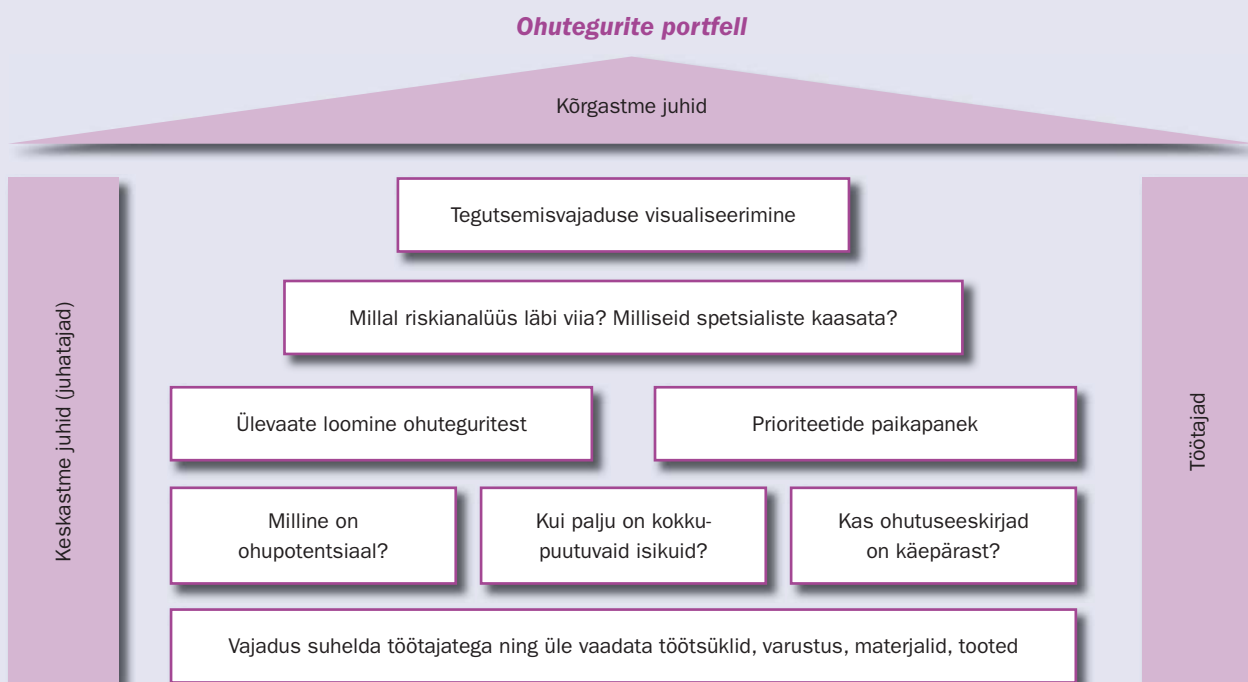 Ohutegurite portfell
Kõrgastme juhid
Keskastme juhid (juhatajad)
Tegutsemisvajaduse visualiseerimine
Millal riskianalüüs läbi viia? Milliseid spetsialiste kaasata?
Ülevaate loomine ohuteguritest
Prioriteetide paikapanek
Milline on
ohupotentsiaal?
Kui palju on kokku-
puutuvaid isikuid?
Kas ohutuseeskirjad
on käepärast?
Vajadus suhelda töötajatega ning üle vaadata töötsüklid, varustus, materjalid, tooted
Töötajad